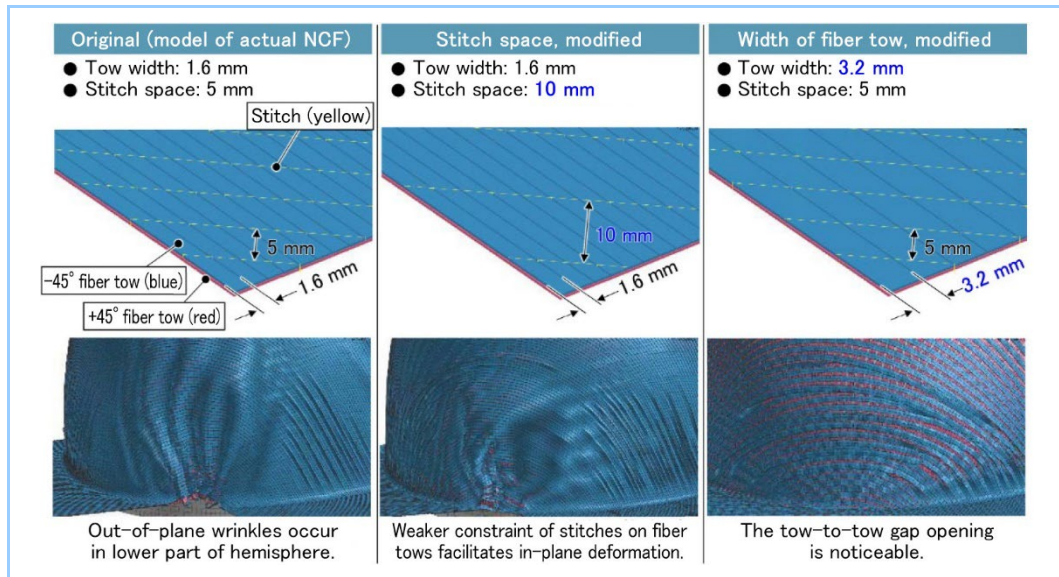 Original (model of actual NCF)
● Tow width: 1.6 mm
● Stitch space: 5 mm
Stitch (yellow)
5 mm
1.6 mm
−45° fiber tow (blue)
+45° fiber tow (red)
Out-of-plane wrinkles occur
in lower part of hemisphere.
Stitch space, modified
● Tow width: 1.6 mm
● Stitch space: 10 mm
10 mm
1.6 mm
Weaker constraint of stitches on fiber
tows facilitates in-plane deformation.
Width of fiber tow, modified
● Tow width: 3.2 mm
● Stitch space: 5 mm
5 mm
3.2 mm
The tow-to-tow gap opening
is noticeable.